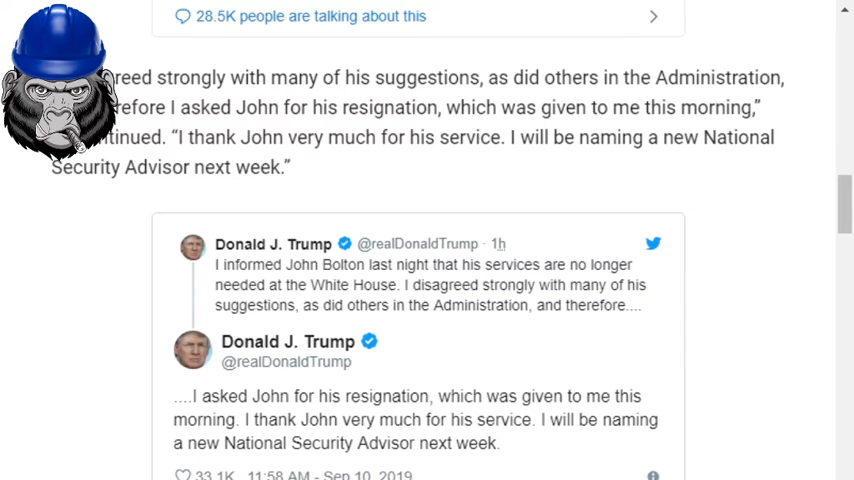 28.5K people are talking about this
reed strongly with many of his suggestions, as did others in the Administration,
refore I asked John for his resignation, which was given to me this morning,”
tinued. “I thank John very much for his service. I will be naming a new National
Security Advisor next week.”
Donald J. Trump @realDonaldTrump · 1h
I informed John Bolton last night that his services are no longer
needed at the White House. I disagreed strongly with many of his
suggestions, as did others in the Administration, and therefore....
Donald J. Trump
@realDonaldTrump
....I asked John for his resignation, which was given to me this
morning. I thank John very much for his service. I will be naming
a new National Security Advisor next week.
33.1K 11:58 AM - Sep 10, 2019